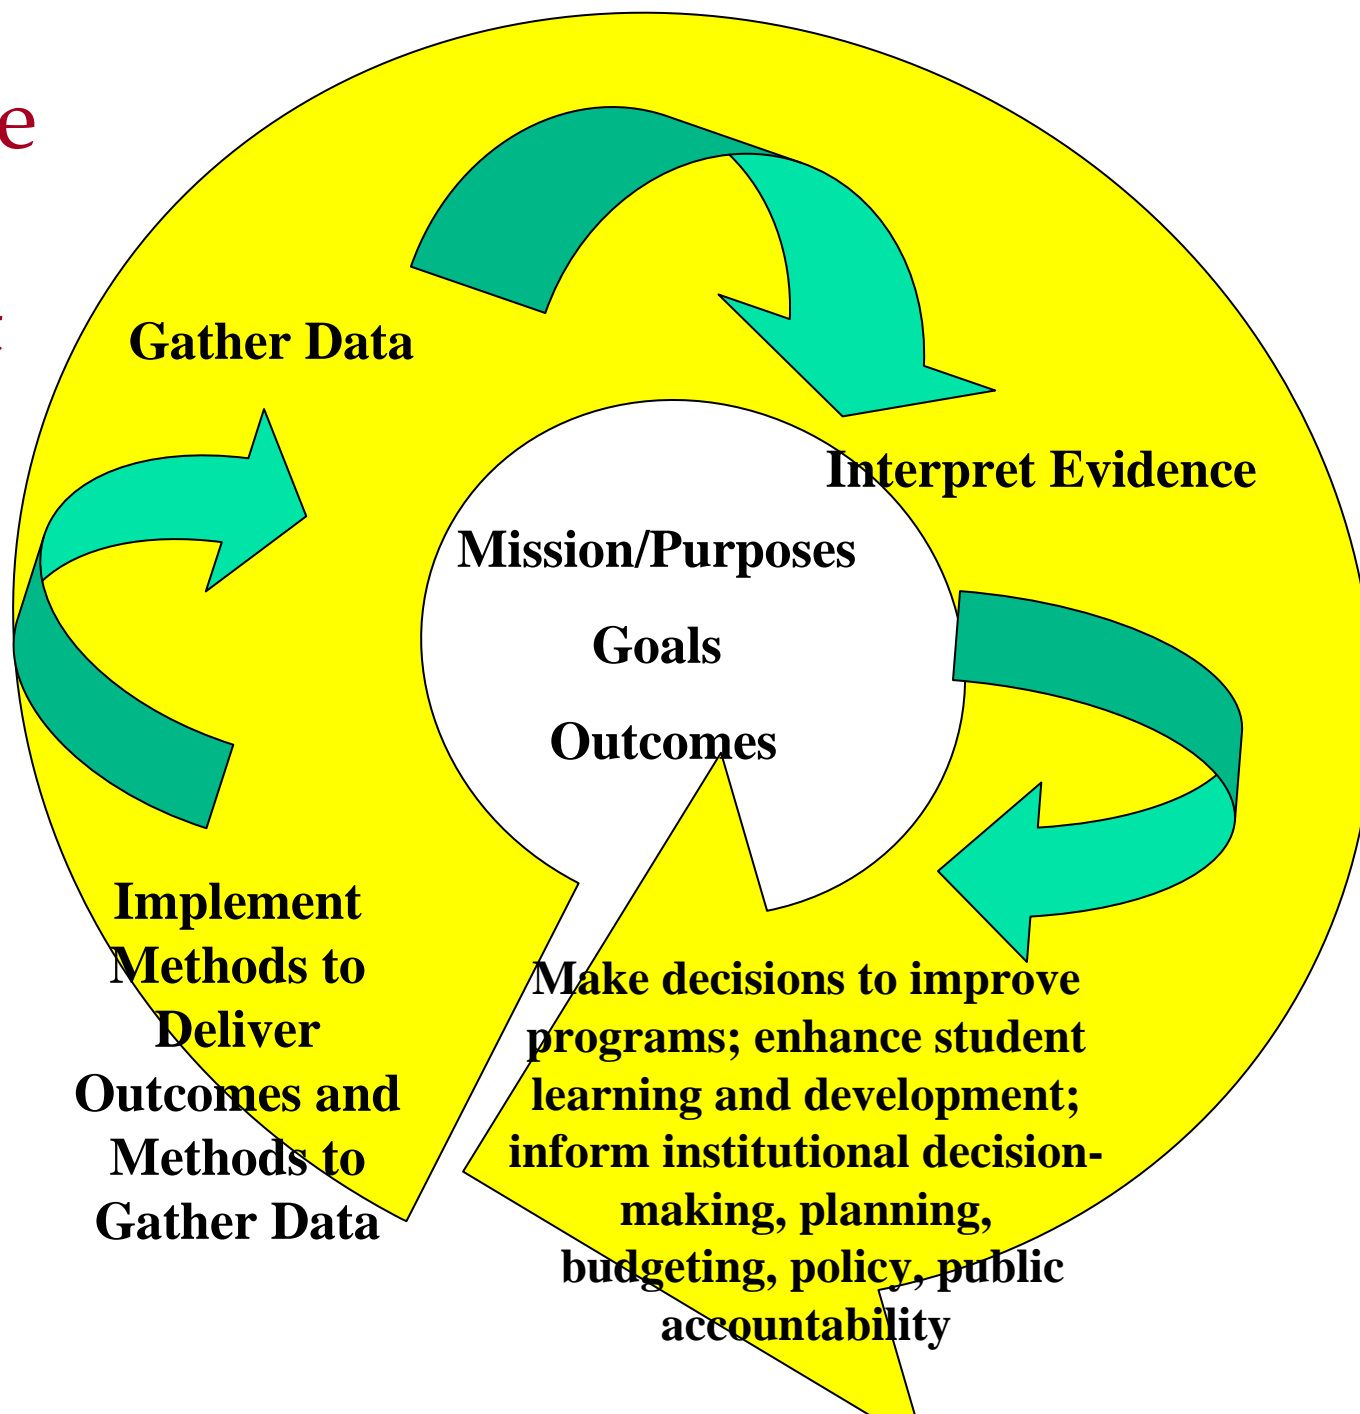 Gather Data
Interpret Evidence
Mission/Purposes
Goals
Outcomes
Implement
Methods to
Deliver
Outcomes and
Methods to
Gather Data
Make decisions to improve
programs; enhance student
learning and development;
inform institutional decision-
making, planning,
budgeting, policy, public
accountability